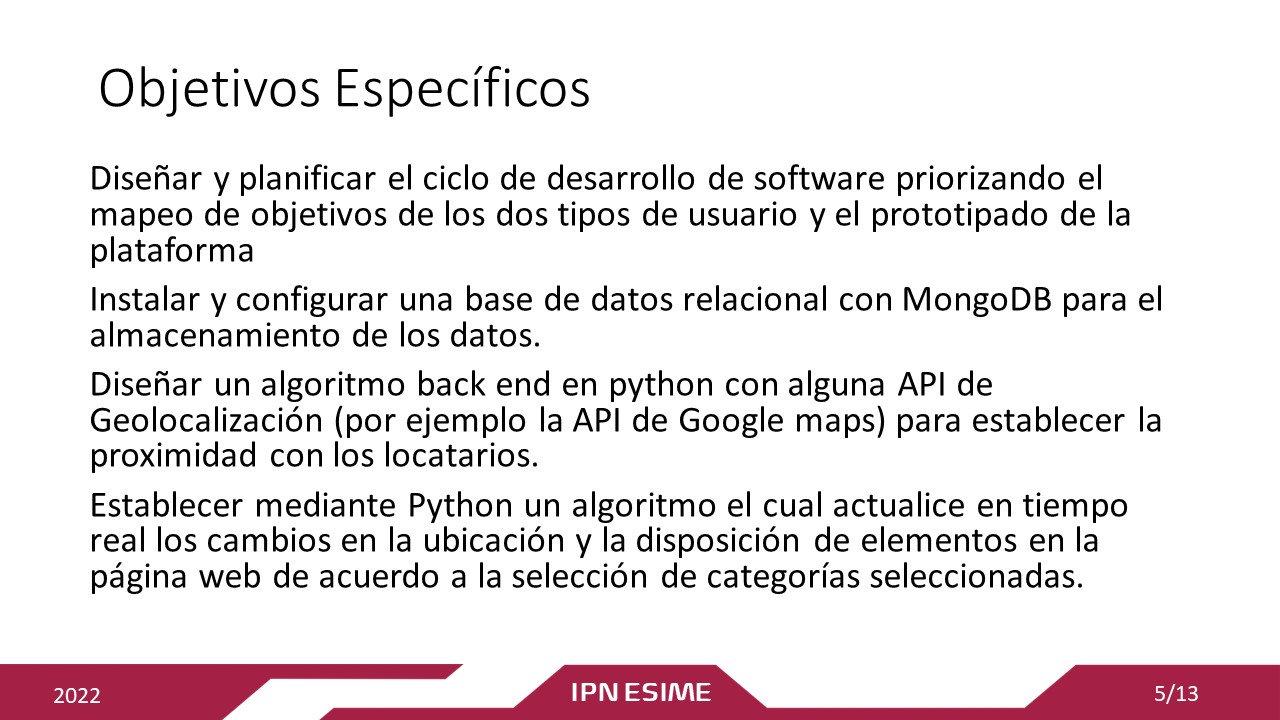 Objetivos Específicos
Diseñar y planificar el ciclo de desarrollo de software priorizando el
mapeo de objetivos de los dos tipos de usuario y el prototipado de la
plataforma
Instalar y configurar una base de datos relacional con MongoDB para el
almacenamiento de los datos.
Diseñar un algoritmo back end en python con alguna API de
Geolocalización (por ejemplo la API de Google maps) para establecer la
proximidad con los locatarios.
Establecer mediante Python un algoritmo el cual actualice en tiempo
real los cambios en la ubicación y la disposición de elementos en la
página web de acuerdo a la selección de categorías seleccionadas.
2022
IPN ESIME
5/13